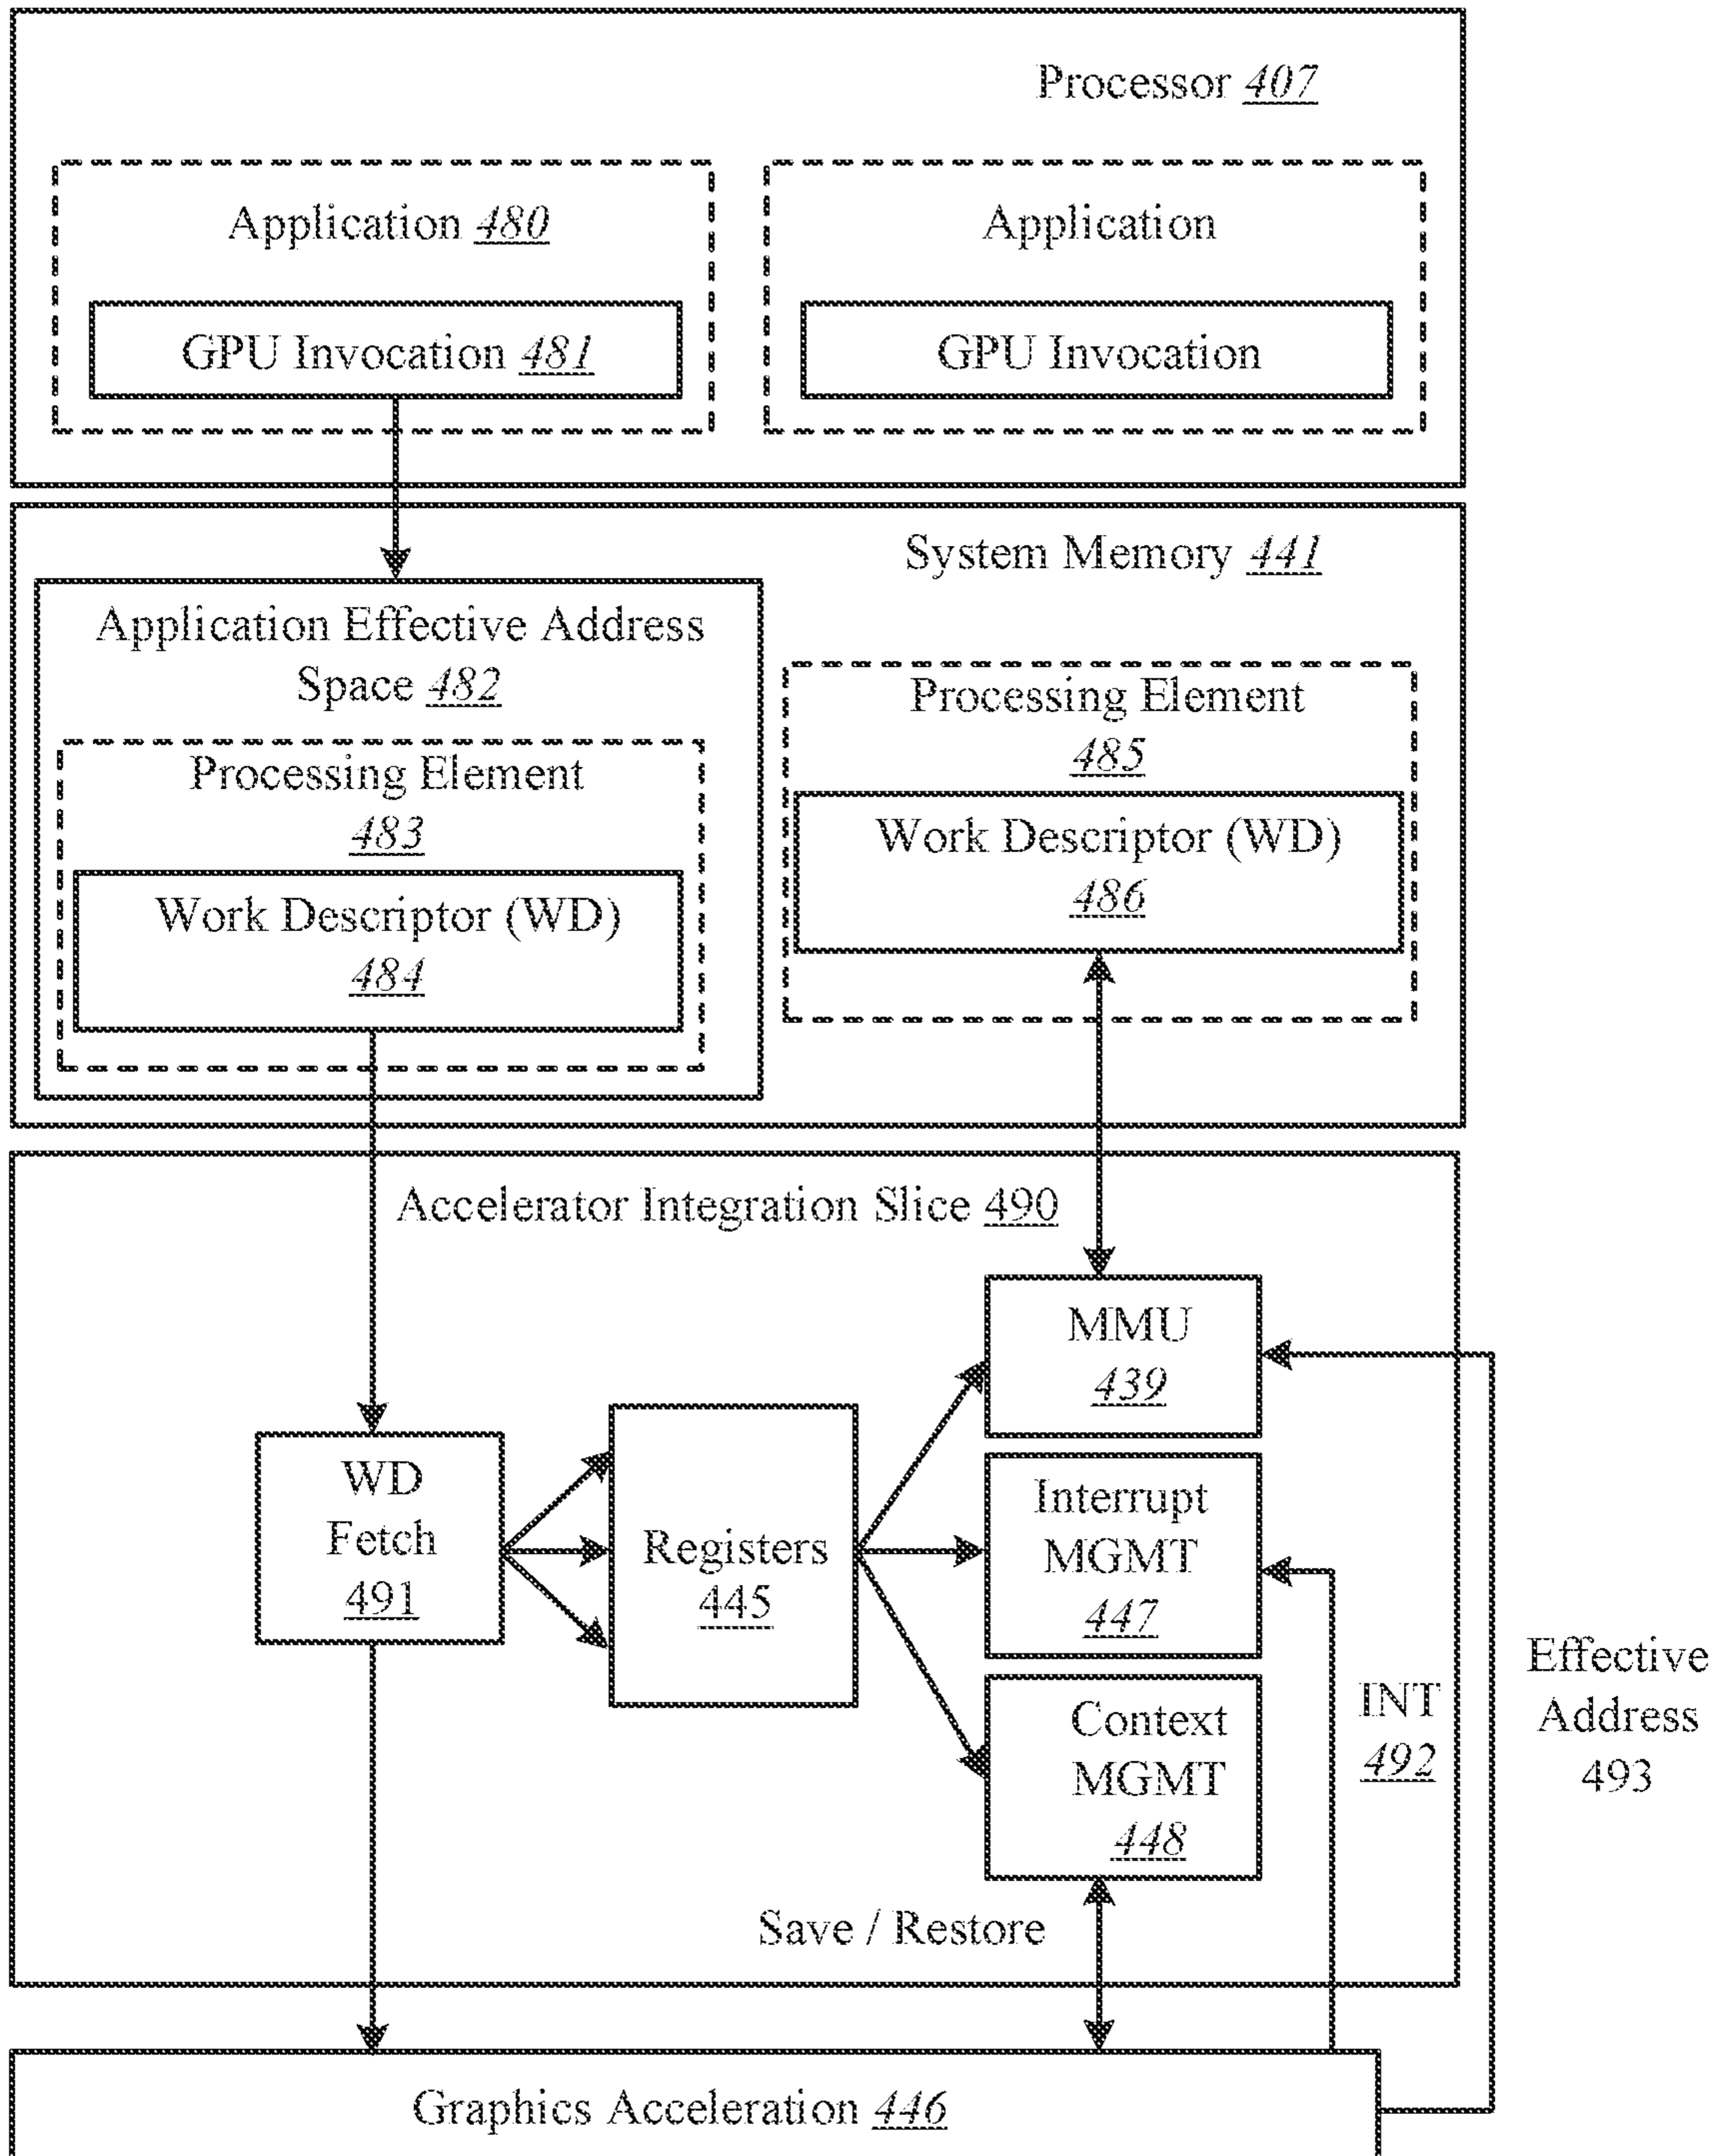 Processor 407
Application 480
GPU Invocation 481
Application
GPU Invocation
System Memory 441
Application Effective Address
Space 482
Processing Element
483
Work Descriptor (WD)
484
Processing Element
485
Work Descriptor (WD)
486
Accelerator Integration Slice 490
WD
Fetch
491
Registers
445
MMU
439
Interrupt
MGMT
447
Context
MGMT
448
INT
492
Effective
Address
493
Save / Restore
Graphics Acceleration 446